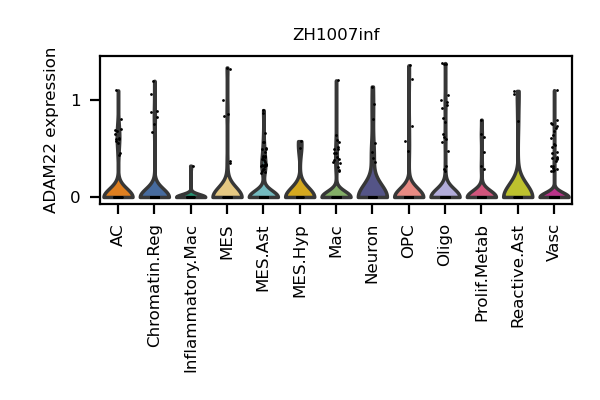 ZH1007inf
ADAM22 expression
1
0
AC
Chromatin.Reg
Inflammatory.Mac
MES
MES.Ast
MES.Hyp
Mac
Neuron
OPC
Oligo
Prolif.Metab
Reactive.Ast
Vasc